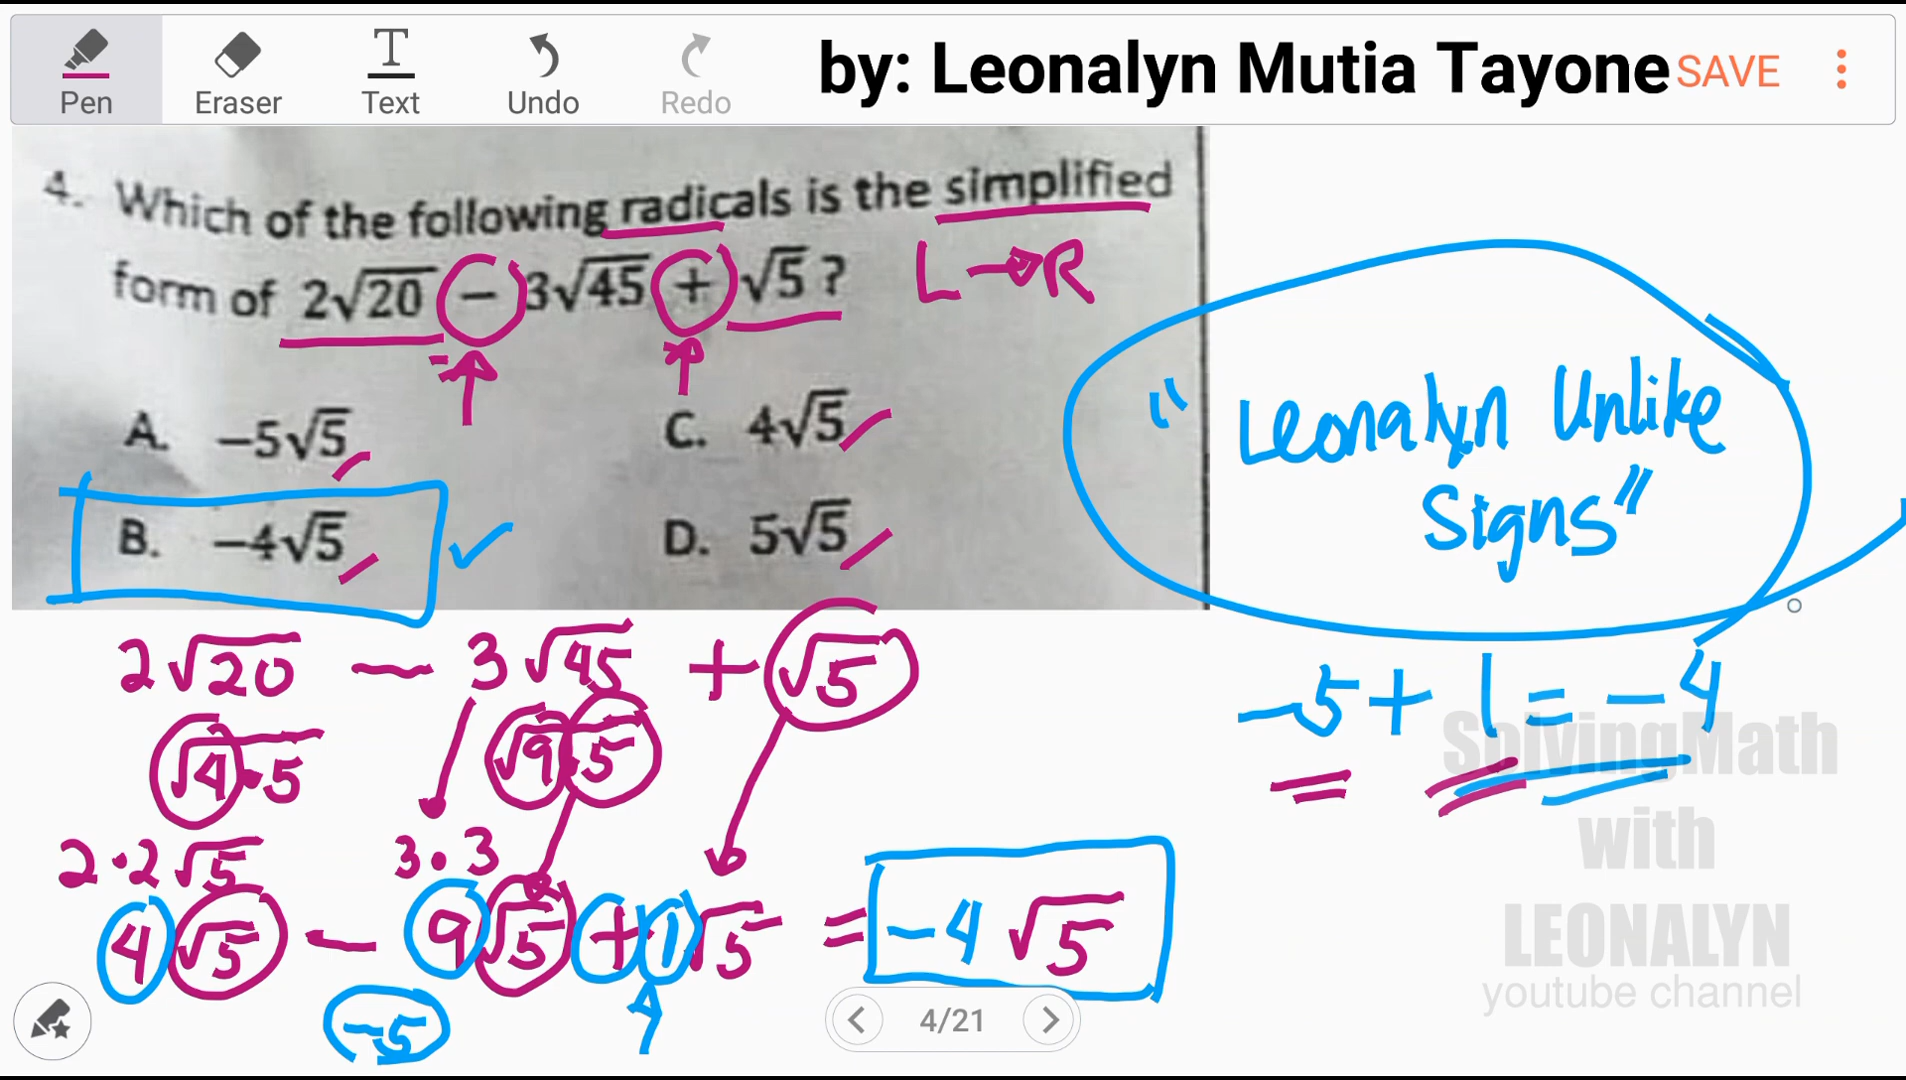 Pen Eraser Text Undo Redo by: Leonalyn Mutia Tayone SAVE
4. Which of the following radicals is the simplified
form of 2√20 − 3√45 + √5 ? L→R
A. −5√5 C. 4√5
B. −4√5 ✓ D. 5√5
"Leonalyn Unlike
Signs"
2√20 − 3√45 + √5
√4·5 √9·5
2·2√5 3·3
4√5 − 9√5 + 1√5 = −4√5
−5
−5 + 1 = −4
SolvingMath
with
LEONALYN
youtube channel
4/21